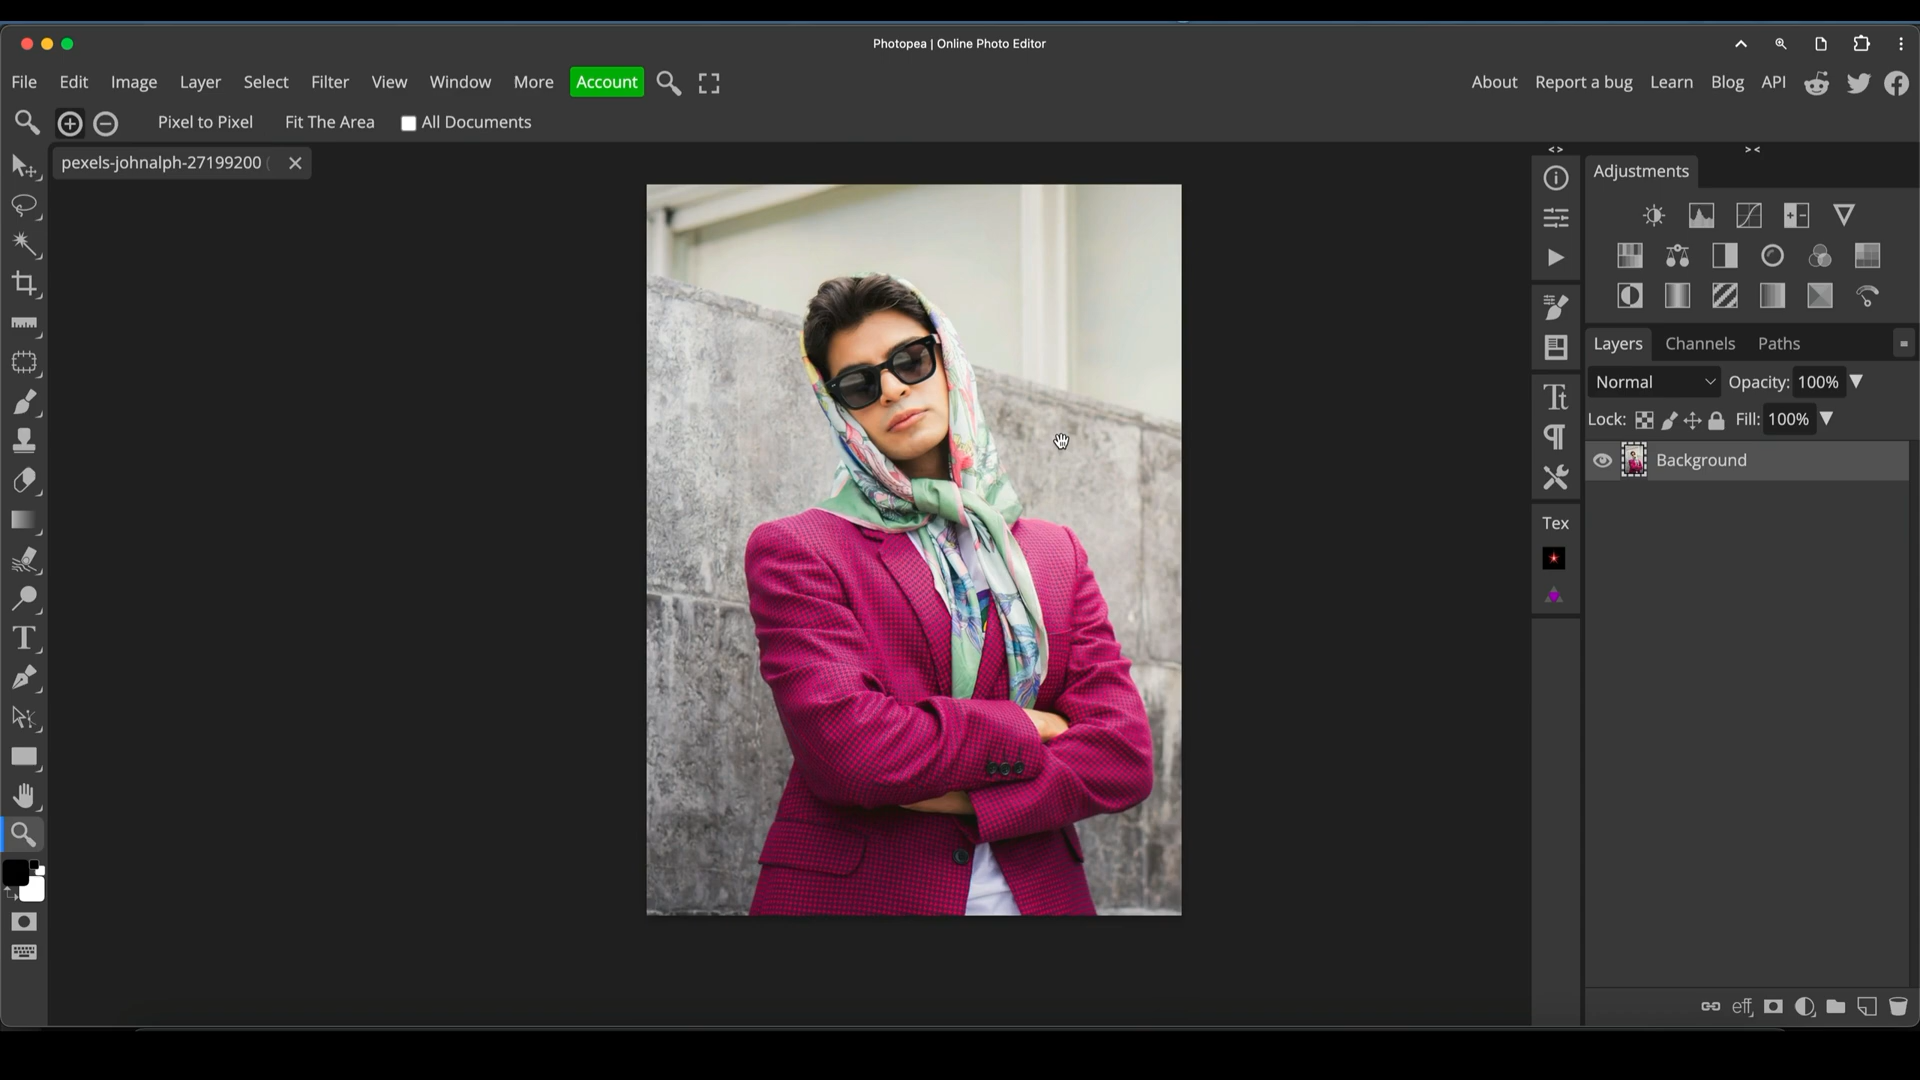 Photopea | Online Photo Editor
File Edit Image Layer Select Filter View Window More Account
About Report a bug Learn Blog API
Pixel to Pixel Fit The Area All Documents
pexels-johnalph-27199200 (
Adjustments
Layers Channels Paths
Normal Opacity: 100%
Lock: Fill: 100%
Background
Tex
eff